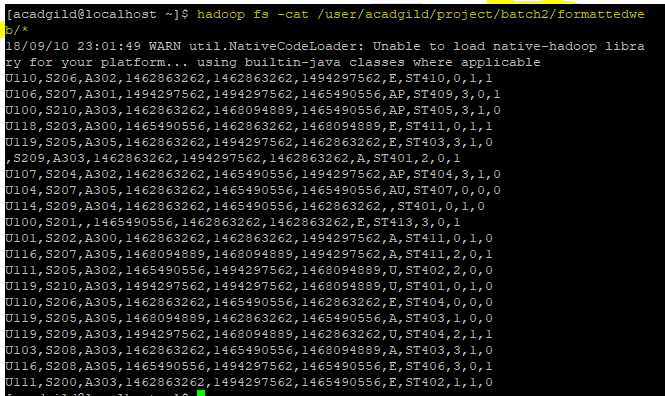 [acadgild@localhost ~]$ hadoop fs -cat /user/acadgild/project/batch2/formattedwe
b/*
18/09/10 23:01:49 WARN util.NativeCodeLoader: Unable to load native-hadoop libra
ry for your platform... using builtin-java classes where applicable
U110,S206,A302,1462863262,1462863262,1494297562,E,ST410,0,1,1
U106,S207,A301,1494297562,1494297562,1465490556,AP,ST409,3,0,1
U100,S210,A303,1462863262,1468094889,1465490556,AP,ST405,3,1,0
U118,S203,A300,1465490556,1462863262,1468094889,E,ST411,0,1,1
U119,S205,A305,1462863262,1494297562,1462863262,E,ST403,3,1,0
,S209,A303,1462863262,1494297562,1462863262,A,ST401,2,0,1
U107,S204,A302,1462863262,1465490556,1494297562,AP,ST404,3,1,0
U104,S207,A305,1462863262,1465490556,1465490556,AU,ST407,0,0,0
U114,S209,A304,1462863262,1465490556,1462863262,,ST401,0,1,0
U100,S201,,1465490556,1462863262,1462863262,E,ST413,3,0,1
U101,S202,A300,1462863262,1462863262,1494297562,A,ST411,0,1,0
U116,S207,A305,1468094889,1468094889,1494297562,A,ST411,2,0,1
U111,S205,A302,1465490556,1494297562,1468094889,U,ST402,2,0,0
U119,S210,A303,1494297562,1462863262,1468094889,U,ST401,0,1,0
U110,S206,A305,1462863262,1465490556,1462863262,E,ST404,0,0,0
U119,S205,A305,1468094889,1462863262,1465490556,A,ST403,1,0,0
U119,S209,A303,1494297562,1468094889,1462863262,U,ST404,2,1,1
U103,S208,A303,1462863262,1465490556,1468094889,A,ST403,3,1,0
U116,S208,A305,1462863262,1494297562,1465490556,E,ST406,3,0,1
U111,S200,A303,1462863262,1494297562,1465490556,E,ST402,1,1,0